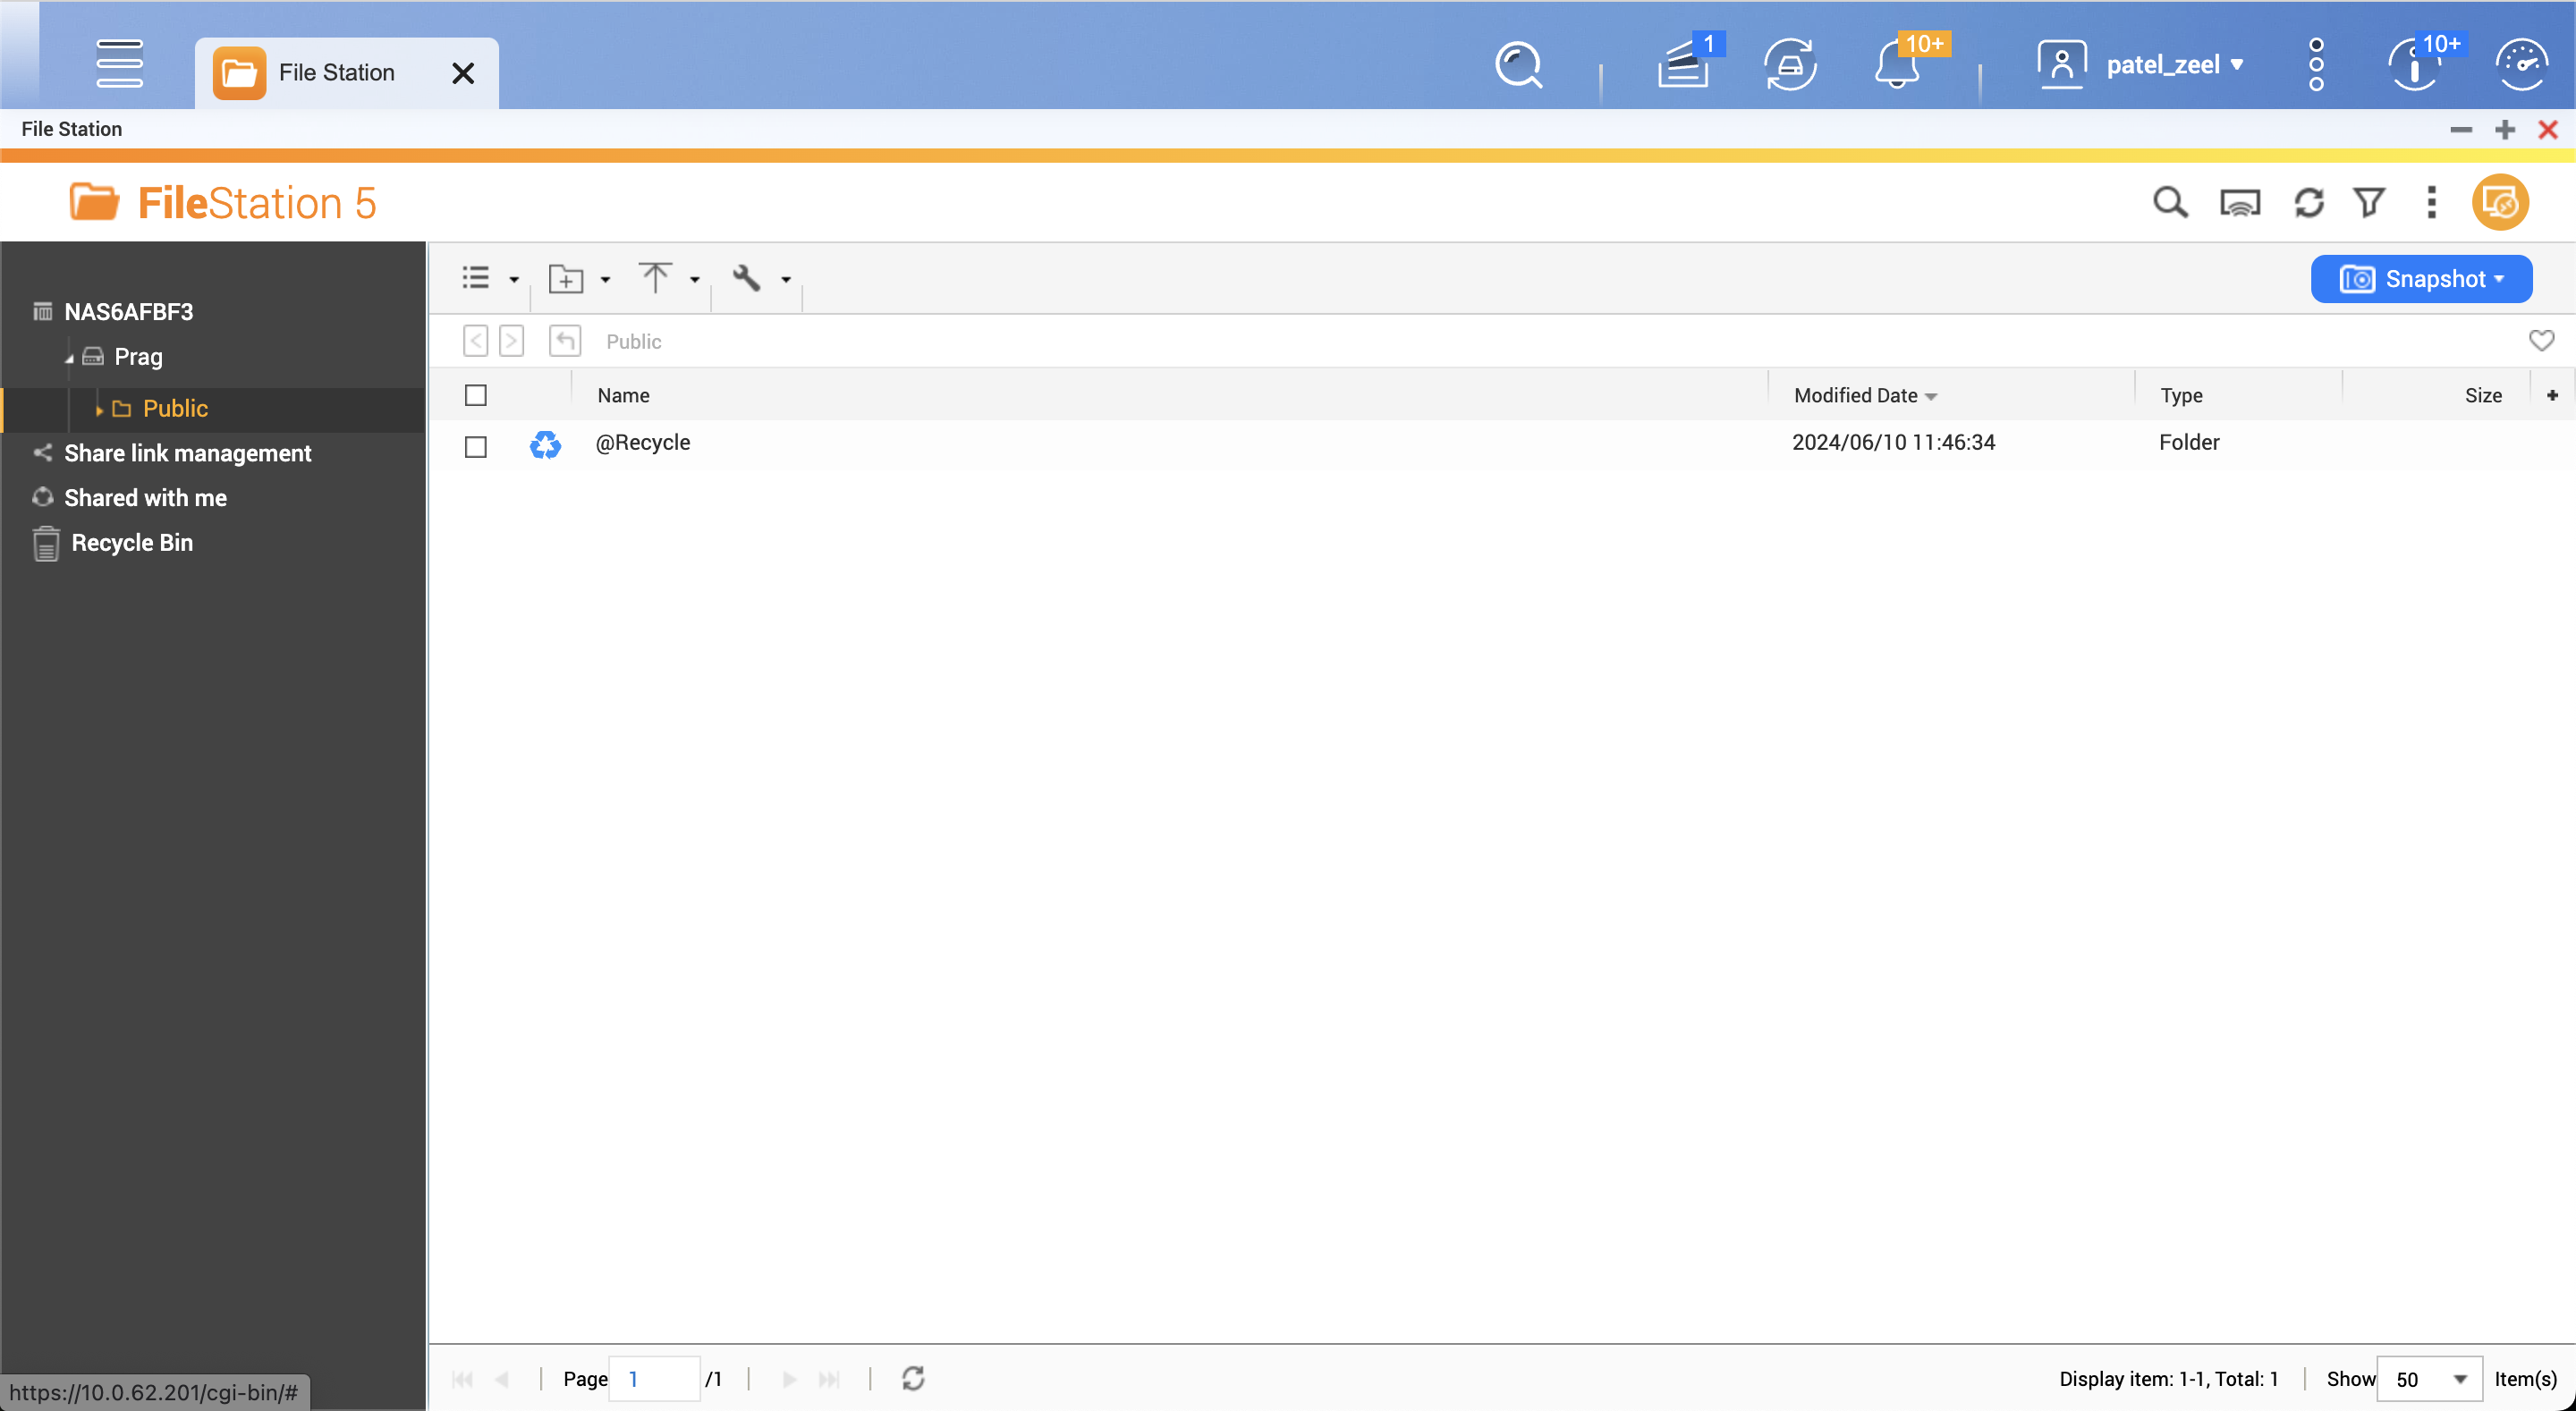 File Station
1
10+
patel_zeel
10+
File Station
FileStation 5
NAS6AFBF3
Prag
Public
Share link management
Shared with me
Recycle Bin
Snapshot
Public
Name
Modified Date
Type
Size
@Recycle
2024/06/10 11:46:34
Folder
Page 1 /1
Display item: 1-1, Total: 1
Show 50 Item(s)
https://10.0.62.201/cgi-bin/#